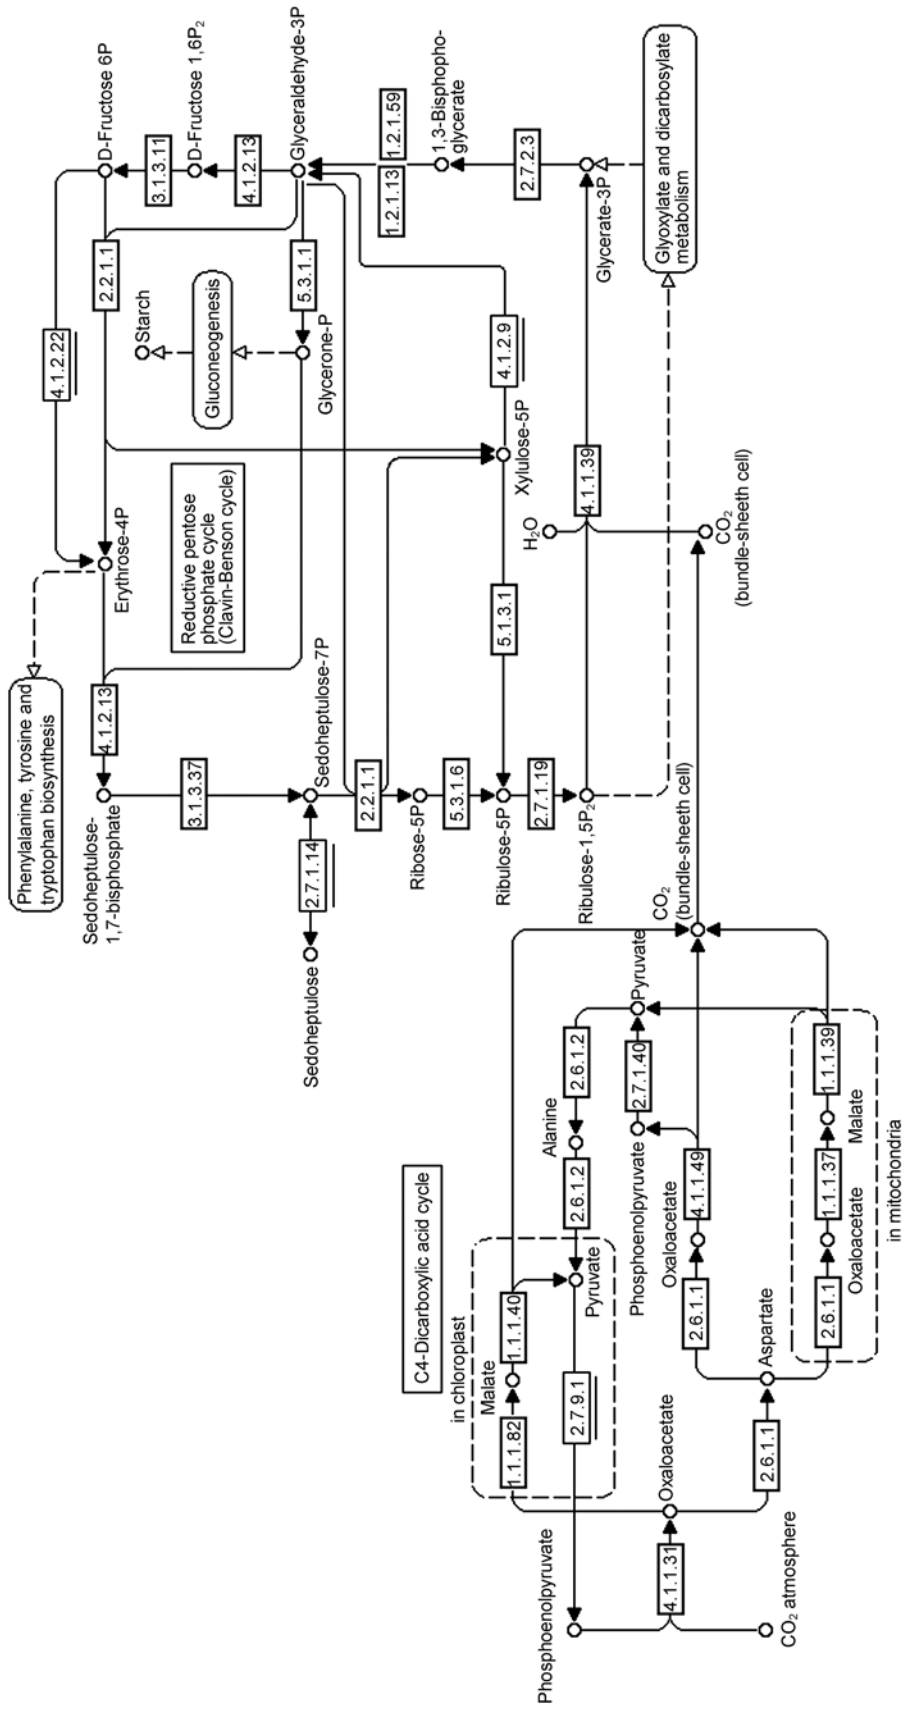 Phenylalanine, tyrosine and
tryptophan biosynthesis
4.1.2.22
Erythrose-4P
4.1.2.13
Sedoheptulose-
1,7-bisphosphate
2.2.1.1
D-Fructose 6P
3.1.3.11
D-Fructose 1,6P2
4.1.2.13
Glyceraldehyde-3P
Starch
Gluconeogenesis
5.3.1.1
Glycerone-P
Reductive pentose
phosphate cycle
(Clavin-Benson cycle)
3.1.3.37
Sedoheptulose-7P
2.7.1.14
Sedoheptulose
2.2.1.1
1.2.1.13
1.2.1.59
1,3-Bisphopho-
glycerate
Ribose-5P
5.3.1.6
Ribulose-5P
5.1.3.1
Xylulose-5P
4.1.2.9
2.7.2.3
2.7.1.19
Ribulose-1,5P2
4.1.1.39
Glycerate-3P
H2O
CO2
(bundle-sheeth cell)
Glyoxylate and dicarbosylate
metabolism
C4-Dicarboxylic acid cycle
in chloroplast
1.1.1.82
Malate
1.1.1.40
Phosphoenolpyruvate
2.7.9.1
Pyruvate
2.6.1.2
Alanine
2.6.1.2
Pyruvate
2.7.1.40
Phosphoenolpyruvate
CO2
(bundle-sheeth cell)
4.1.1.31
Oxaloacetate
2.6.1.1
Oxaloacetate
4.1.1.49
CO2 atmosphere
2.6.1.1
Aspartate
2.6.1.1
Oxaloacetate
1.1.1.37
Malate
1.1.1.39
in mitochondria